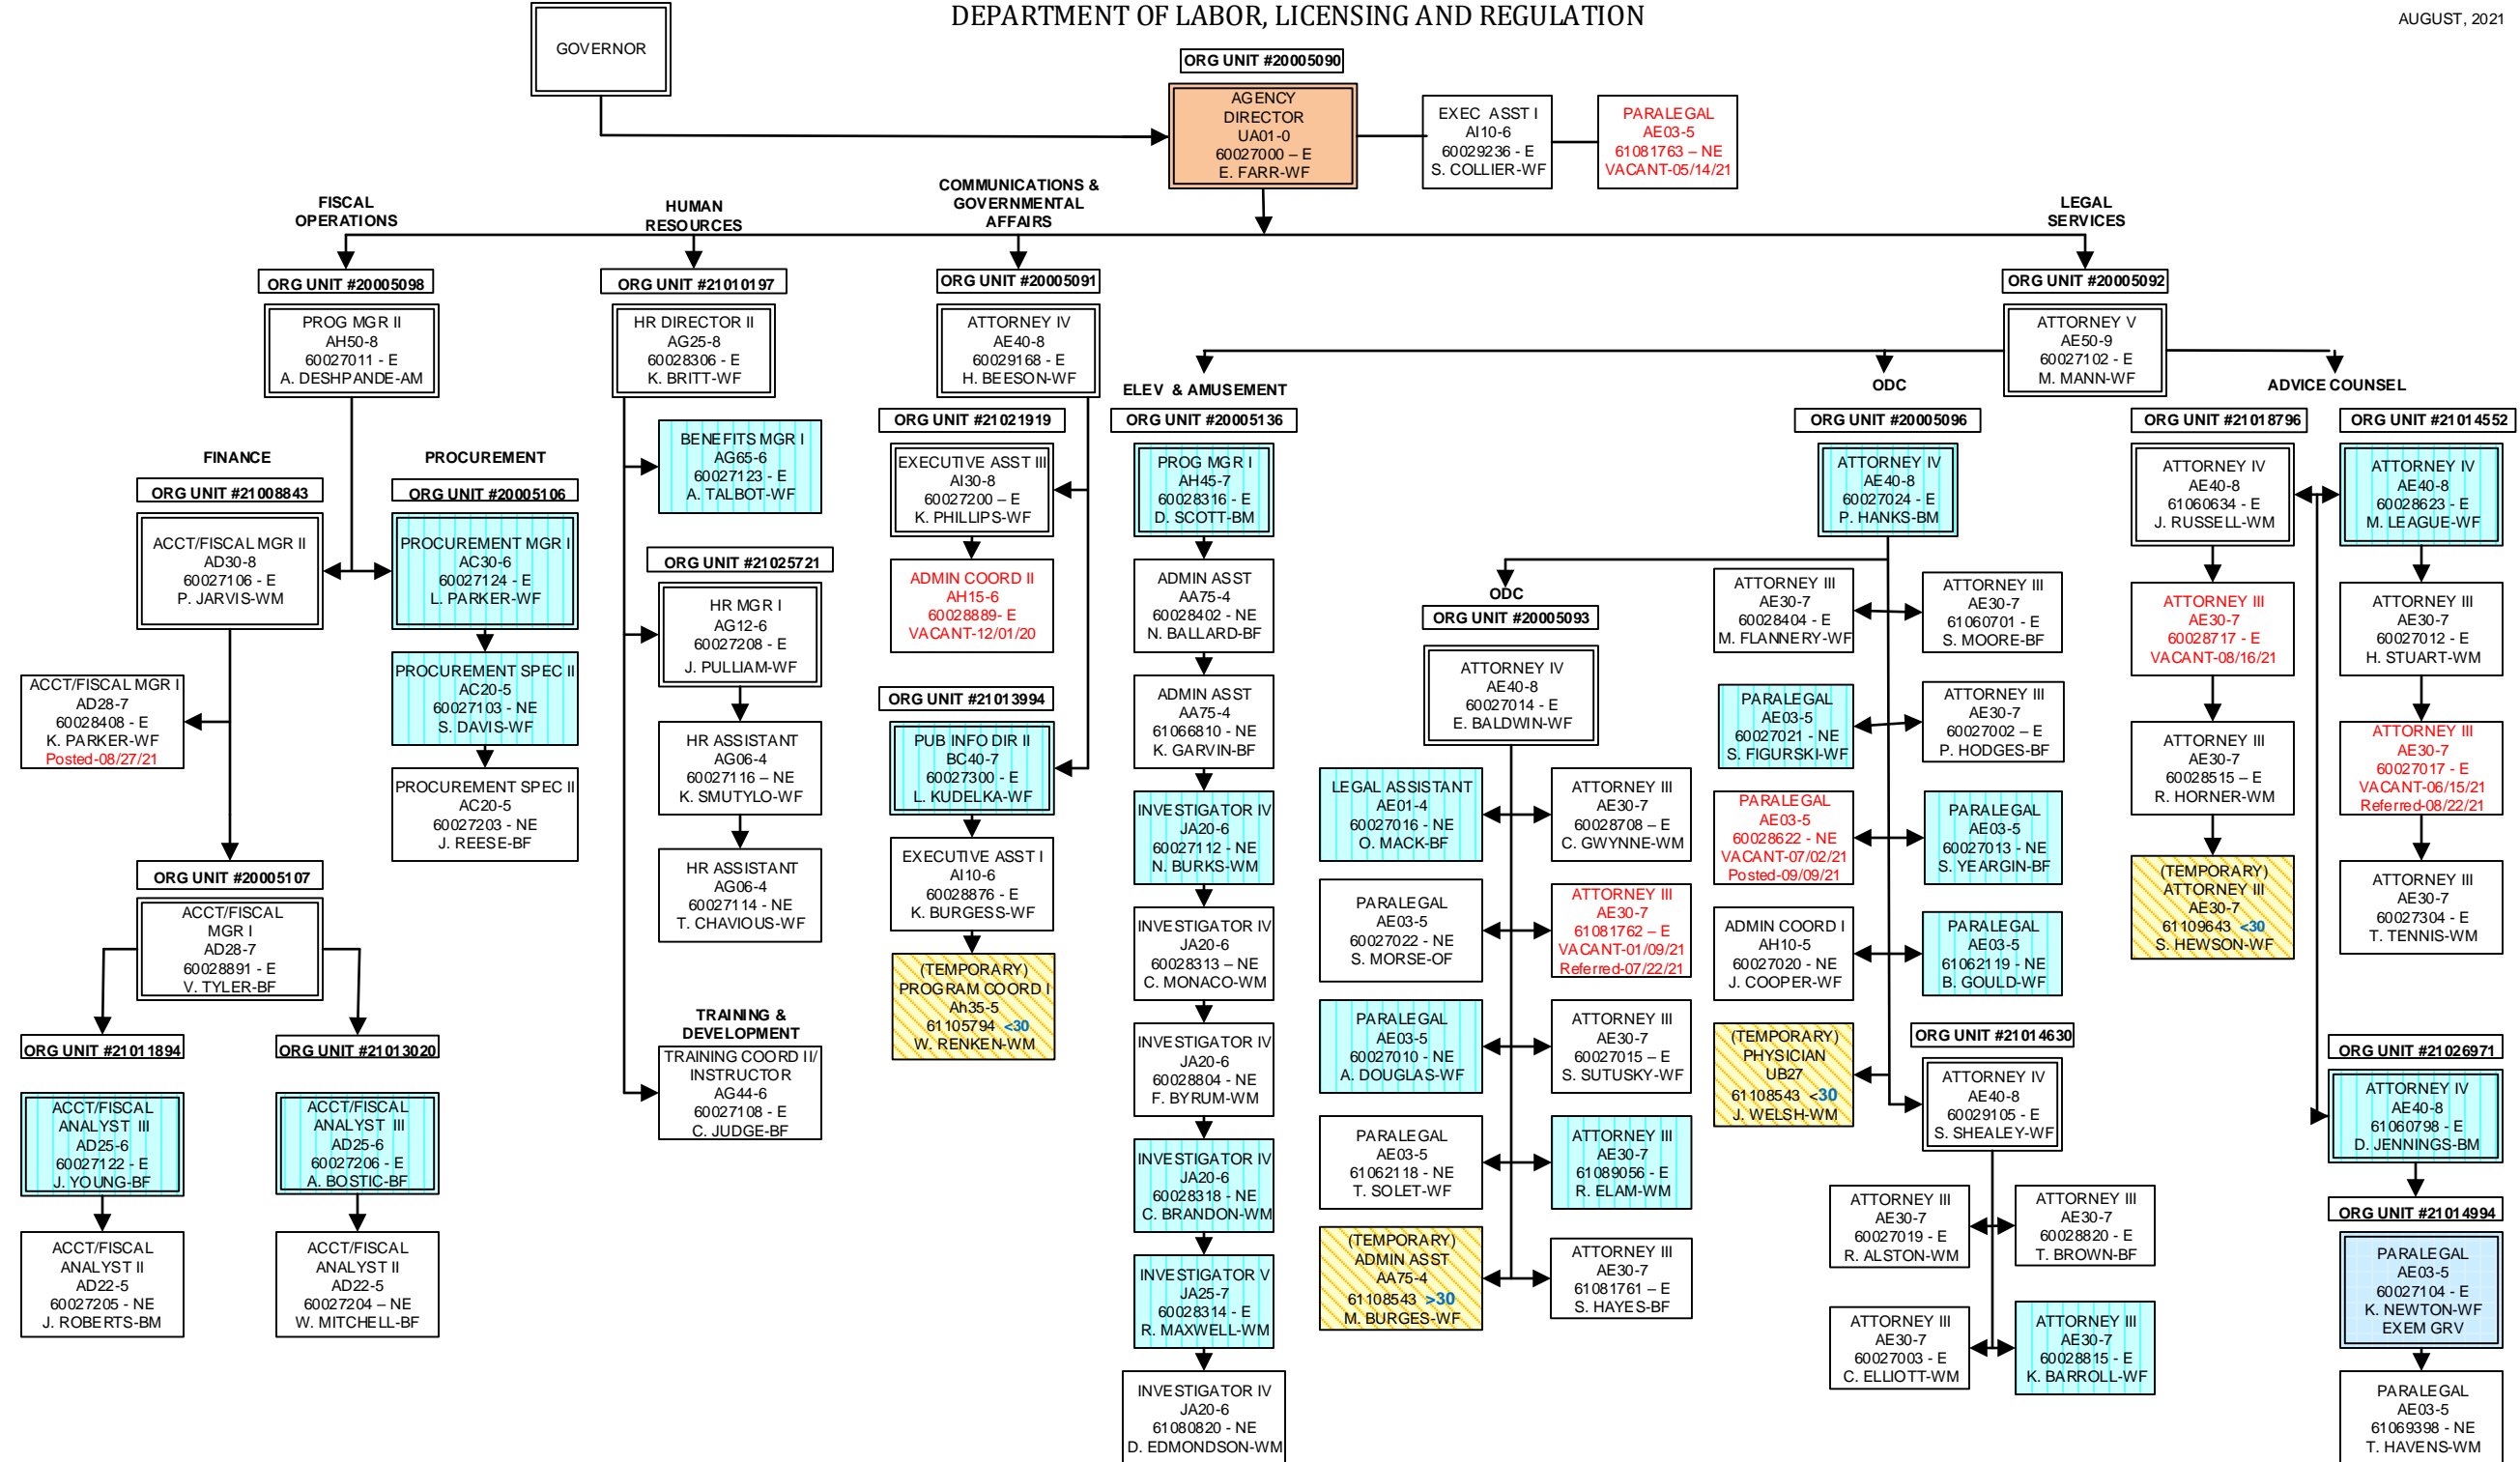 DEPARTMENT OF LABOR, LICENSING AND REGULATION
AUGUST, 2021
GOVERNOR
ORG UNIT #20005090
AGENCY
DIRECTOR
UA01-0
60027000 – E
E. FARR-WF
EXEC ASST I
AI10-6
60029236 - E
S. COLLIER-WF
PARALEGAL
AE03-5
61081763 – NE
VACANT-05/14/21
FISCAL
OPERATIONS
ORG UNIT #20005098
PROG MGR II
AH50-8
60027011 - E
A. DESHPANDE-AM
FINANCE
ORG UNIT #21008843
ACCT/FISCAL MGR II
AD30-8
60027106 - E
P. JARVIS-WM
ACCT/FISCAL MGR I
AD28-7
60028408 - E
K. PARKER-WF
Posted-08/27/21
ORG UNIT #20005107
ACCT/FISCAL
MGR I
AD28-7
60028891 - E
V. TYLER-BF
ORG UNIT #21011894
ACCT/FISCAL
ANALYST III
AD25-6
60027122 - E
J. YOUNG-BF
ACCT/FISCAL
ANALYST II
AD22-5
60027205 - NE
J. ROBERTS-BM
ORG UNIT #21013020
ACCT/FISCAL
ANALYST III
AD25-6
60027206 - E
A. BOSTIC-BF
ACCT/FISCAL
ANALYST II
AD22-5
60027204 – NE
W. MITCHELL-BF
PROCUREMENT
ORG UNIT #20005106
PROCUREMENT MGR I
AC30-6
60027124 - E
L. PARKER-WF
PROCUREMENT SPEC II
AC20-5
60027103 - NE
S. DAVIS-WF
PROCUREMENT SPEC II
AC20-5
60027203 - NE
J. REESE-BF
HUMAN
RESOURCES
ORG UNIT #21010197
HR DIRECTOR II
AG25-8
60028306 - E
K. BRITT-WF
BENEFITS MGR I
AG65-6
60027123 - E
A. TALBOT-WF
ORG UNIT #21025721
HR MGR I
AG12-6
60027208 - E
J. PULLIAM-WF
HR ASSISTANT
AG06-4
60027116 – NE
K. SMUTYLO-WF
HR ASSISTANT
AG06-4
60027114 - NE
T. CHAVIOUS-WF
TRAINING &
DEVELOPMENT
TRAINING COORD II/
INSTRUCTOR
AG44-6
60027108 - E
C. JUDGE-BF
COMMUNICATIONS &
GOVERNMENTAL
AFFAIRS
ORG UNIT #20005091
ATTORNEY IV
AE40-8
60029168 - E
H. BEESON-WF
ORG UNIT #21021919
EXECUTIVE ASST III
AI30-8
60027200 – E
K. PHILLIPS-WF
ADMIN COORD II
AH15-6
60028889- E
VACANT-12/01/20
ORG UNIT #21013994
PUB INFO DIR II
BC40-7
60027300 - E
L. KUDELKA-WF
EXECUTIVE ASST I
AI10-6
60028876 - E
K. BURGESS-WF
(TEMPORARY)
PROGRAM COORD I
Ah35-5
61105794 <30
W. RENKEN-WM
LEGAL
SERVICES
ORG UNIT #20005092
ATTORNEY V
AE50-9
60027102 - E
M. MANN-WF
ELEV & AMUSEMENT
ORG UNIT #20005136
PROG MGR I
AH45-7
60028316 - E
D. SCOTT-BM
ADMIN ASST
AA75-4
60028402 - NE
N. BALLARD-BF
ADMIN ASST
AA75-4
61066810 - NE
K. GARVIN-BF
INVESTIGATOR IV
JA20-6
60027112 - NE
N. BURKS-WM
INVESTIGATOR IV
JA20-6
60028313 – NE
C. MONACO-WM
INVESTIGATOR IV
JA20-6
60028804 - NE
F. BYRUM-WM
INVESTIGATOR IV
JA20-6
60028318 - NE
C. BRANDON-WM
INVESTIGATOR V
JA25-7
60028314 - E
R. MAXWELL-WM
INVESTIGATOR IV
JA20-6
61080820 - NE
D. EDMONDSON-WM
ODC
ORG UNIT #20005096
ATTORNEY IV
AE40-8
60027024 - E
P. HANKS-BM
ODC
ORG UNIT #20005093
ATTORNEY IV
AE40-8
60027014 - E
E. BALDWIN-WF
LEGAL ASSISTANT
AE01-4
60027016 - NE
O. MACK-BF
ATTORNEY III
AE30-7
60028708 – E
C. GWYNNE-WM
PARALEGAL
AE03-5
60027022 - NE
S. MORSE-OF
ATTORNEY III
AE30-7
61081762 – E
VACANT-01/09/21
Referred-07/22/21
PARALEGAL
AE03-5
60027010 - NE
A. DOUGLAS-WF
ATTORNEY III
AE30-7
60027015 – E
S. SUTUSKY-WF
PARALEGAL
AE03-5
61062118 - NE
T. SOLET-WF
ATTORNEY III
AE30-7
61089056 - E
R. ELAM-WM
(TEMPORARY)
ADMIN ASST
AA75-4
61108543 >30
M. BURGES-WF
ATTORNEY III
AE30-7
61081761 – E
S. HAYES-BF
ATTORNEY III
AE30-7
60028404 - E
M. FLANNERY-WF
ATTORNEY III
AE30-7
61060701 - E
S. MOORE-BF
PARALEGAL
AE03-5
60027021 - NE
S. FIGURSKI-WF
ATTORNEY III
AE30-7
60027002 – E
P. HODGES-BF
PARALEGAL
AE03-5
60028622 - NE
VACANT-07/02/21
Posted-09/09/21
PARALEGAL
AE03-5
60027013 - NE
S. YEARGIN-BF
ADMIN COORD I
AH10-5
60027020 - NE
J. COOPER-WF
PARALEGAL
AE03-5
61062119 - NE
B. GOULD-WF
(TEMPORARY)
PHYSICIAN
UB27
61108543 <30
J. WELSH-WM
ORG UNIT #21014630
ATTORNEY IV
AE40-8
60029105 - E
S. SHEALEY-WF
ATTORNEY III
AE30-7
60027019 - E
R. ALSTON-WM
ATTORNEY III
AE30-7
60028820 - E
T. BROWN-BF
ATTORNEY III
AE30-7
60027003 - E
C. ELLIOTT-WM
ATTORNEY III
AE30-7
60028815 - E
K. BARROLL-WF
ADVICE COUNSEL
ORG UNIT #21018796
ATTORNEY IV
AE40-8
61060634 - E
J. RUSSELL-WM
ATTORNEY III
AE30-7
60028717 - E
VACANT-08/16/21
ATTORNEY III
AE30-7
60028515 – E
R. HORNER-WM
(TEMPORARY)
ATTORNEY III
AE30-7
61109643 <30
S. HEWSON-WF
ORG UNIT #21014552
ATTORNEY IV
AE40-8
60028623 - E
M. LEAGUE-WF
ATTORNEY III
AE30-7
60027012 - E
H. STUART-WM
ATTORNEY III
AE30-7
60027017 - E
VACANT-06/15/21
Referred-08/22/21
ATTORNEY III
AE30-7
60027304 - E
T. TENNIS-WM
ORG UNIT #21026971
ATTORNEY IV
AE40-8
61060798 - E
D. JENNINGS-BM
ORG UNIT #21014994
PARALEGAL
AE03-5
60027104 - E
K. NEWTON-WF
EXEM GRV
PARALEGAL
AE03-5
61069398 - NE
T. HAVENS-WM